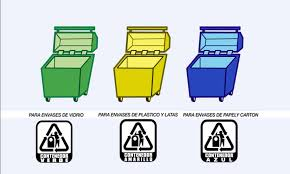 PARA ENVASES DE VIDRIO
PARA ENVASES DE PLASTICO Y LATAS
PARA ENVASES DE PAPEL Y CARTON
CONTENEDOR
VERDE
CONTENEDOR
AMARILLO
CONTENEDOR
AZUL